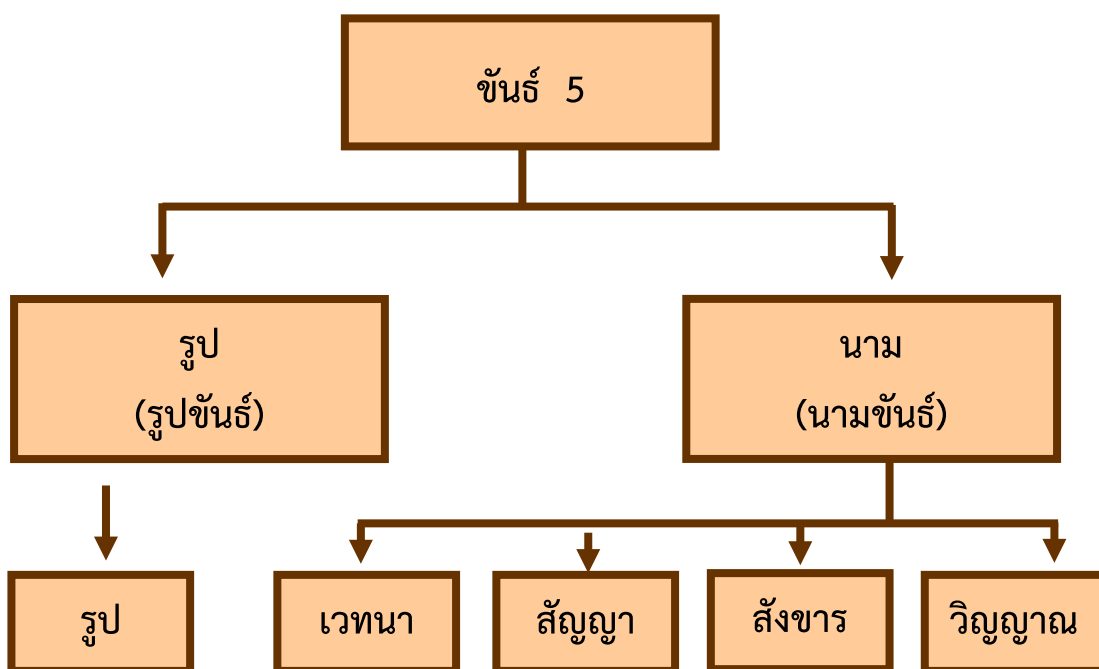 ขันธ์ 5
รูป
(รูปขันธ์)
นาม
(นามขันธ์)
รูป
เวทนา
สัญญา
สังขาร
วิญญาณ